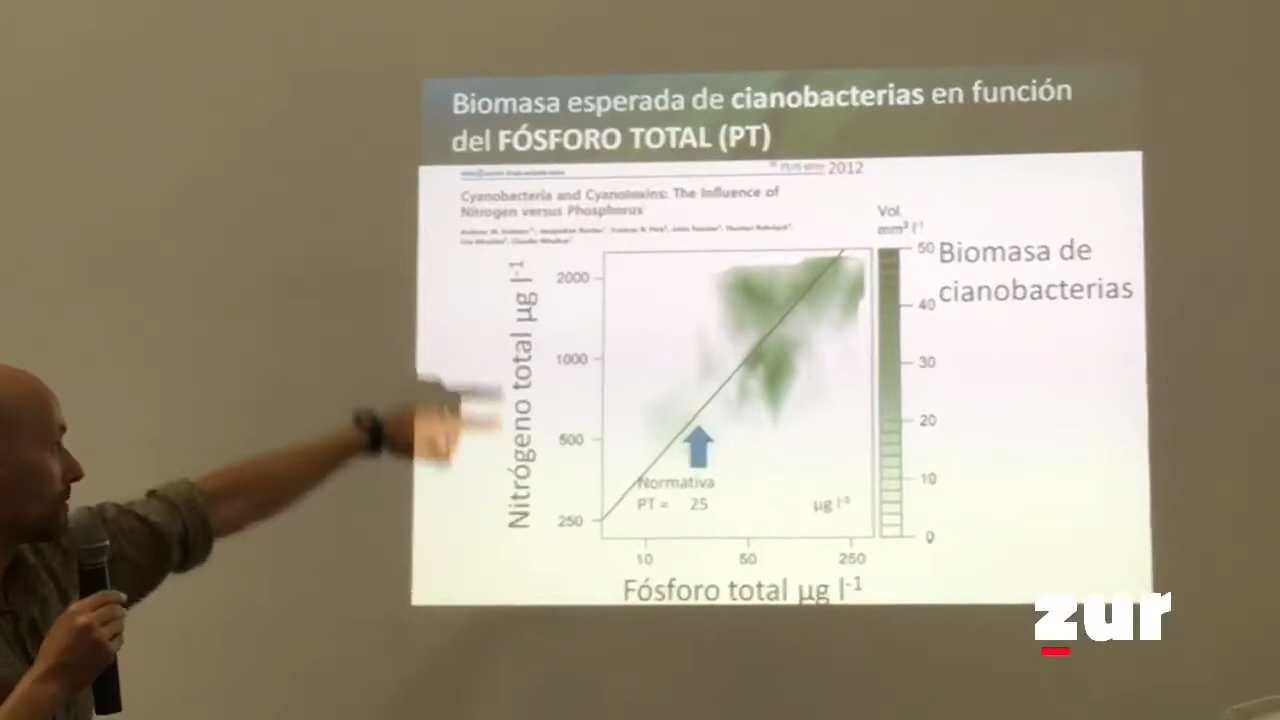 Biomasa esperada de cianobacterias en función
del FÓSFORO TOTAL (PT)
2012
Cyanobacteria and Cyanotoxins: The Influence of
Nitrogen versus Phosphorus
Vol.
mm³ l⁻¹
50
40
30
20
10
0
Biomasa de
cianobacterias
Nitrógeno total µg l⁻¹
2000
1000
500
250
Normativa
PT = 25
µg l⁻¹
10 50 250
Fósforo total µg l⁻¹
zur